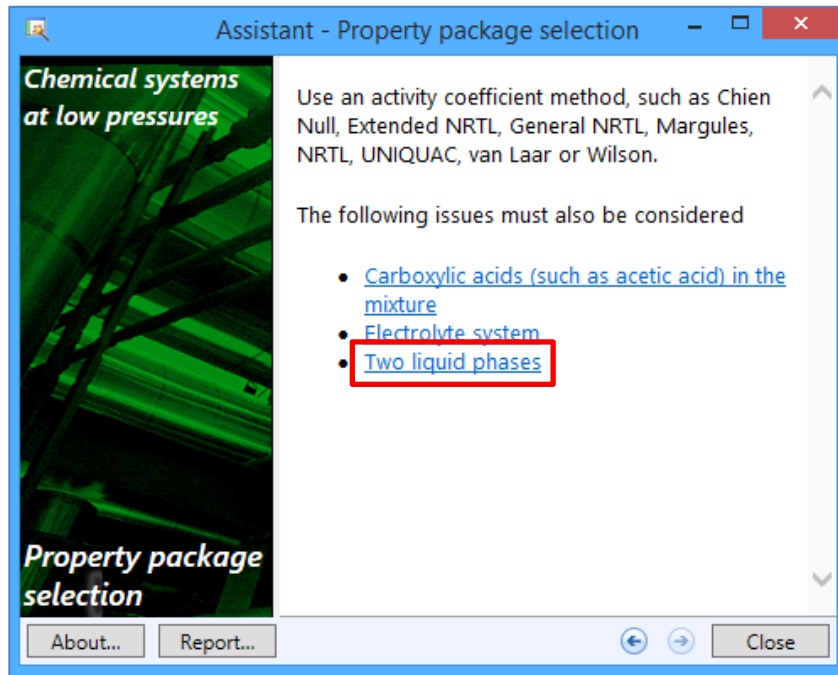 Assistant - Property package selection
Chemical systems
at low pressures
Use an activity coefficient method, such as Chien
Null, Extended NRTL, General NRTL, Margules,
NRTL, UNIQUAC, van Laar or Wilson.
The following issues must also be considered
Carboxylic acids (such as acetic acid) in the
mixture
Electrolyte system
Two liquid phases
Property package
selection
About...
Report...
Close